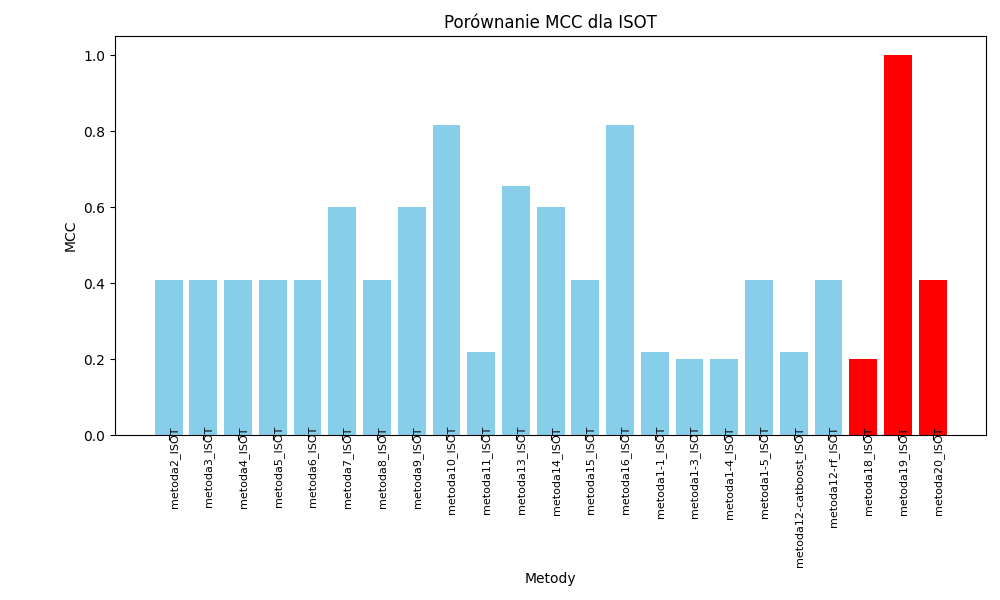 Porównanie MCC dla ISOT
1.0
0.8
0.6
0.4
0.2
0.0
MCC
metoda2_ISOT
metoda3_ISOT
metoda4_ISOT
metoda5_ISOT
metoda6_ISOT
metoda7_ISOT
metoda8_ISOT
metoda9_ISOT
metoda10_ISOT
metoda11_ISOT
metoda13_ISOT
metoda14_ISOT
metoda15_ISOT
metoda16_ISOT
metoda1-1_ISOT
metoda1-3_ISOT
metoda1-4_ISOT
metoda1-5_ISOT
metoda12-catboost_ISOT
metoda12-rf_ISOT
metoda18_ISOT
metoda19_ISOT
metoda20_ISOT
Metody